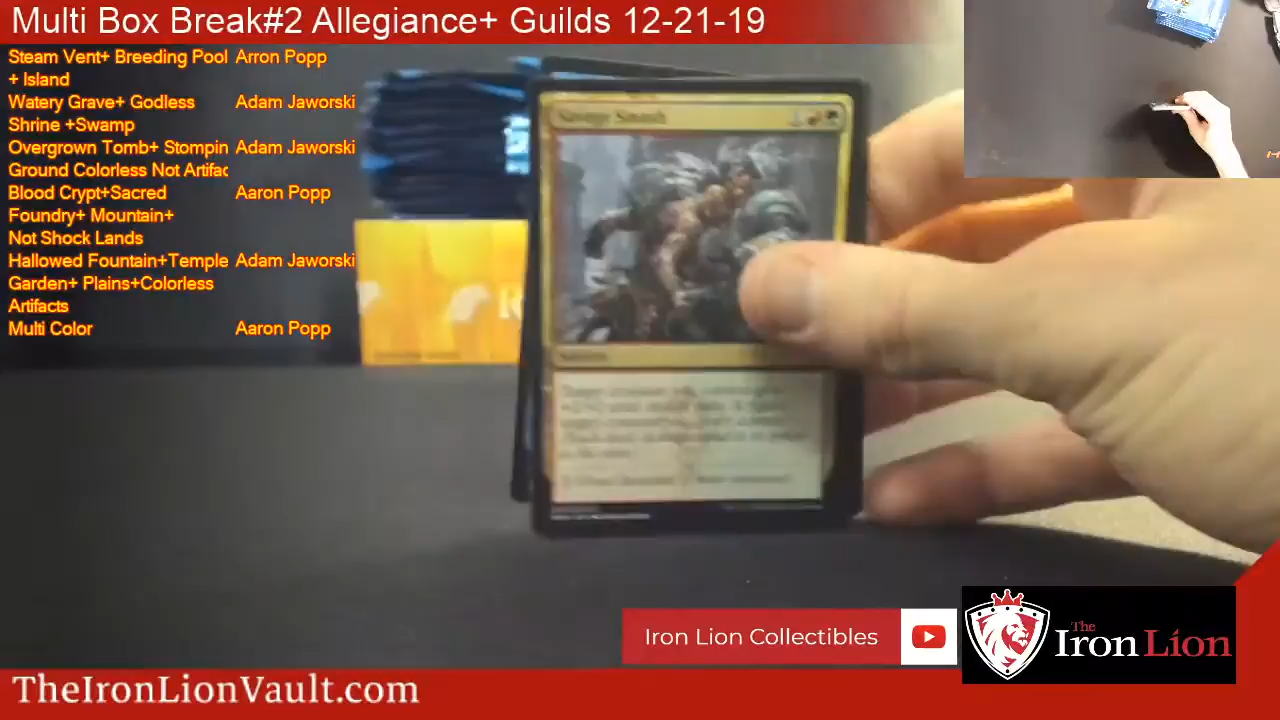 Multi Box Break#2 Allegiance+ Guilds 12-21-19
Steam Vent+ Breeding Pool Arron Popp
+ Island
Watery Grave+ Godless Adam Jaworski
Shrine +Swamp
Overgrown Tomb+ Stompin Adam Jaworski
Ground Colorless Not Artifac
Blood Crypt+Sacred Aaron Popp
Foundry+ Mountain+
Not Shock Lands
Hallowed Fountain+Temple Adam Jaworski
Garden+ Plains+Colorless
Artifacts
Multi Color Aaron Popp
Savage Smash
Iron Lion Collectibles
The
Iron Lion
TheIronLionVault.com